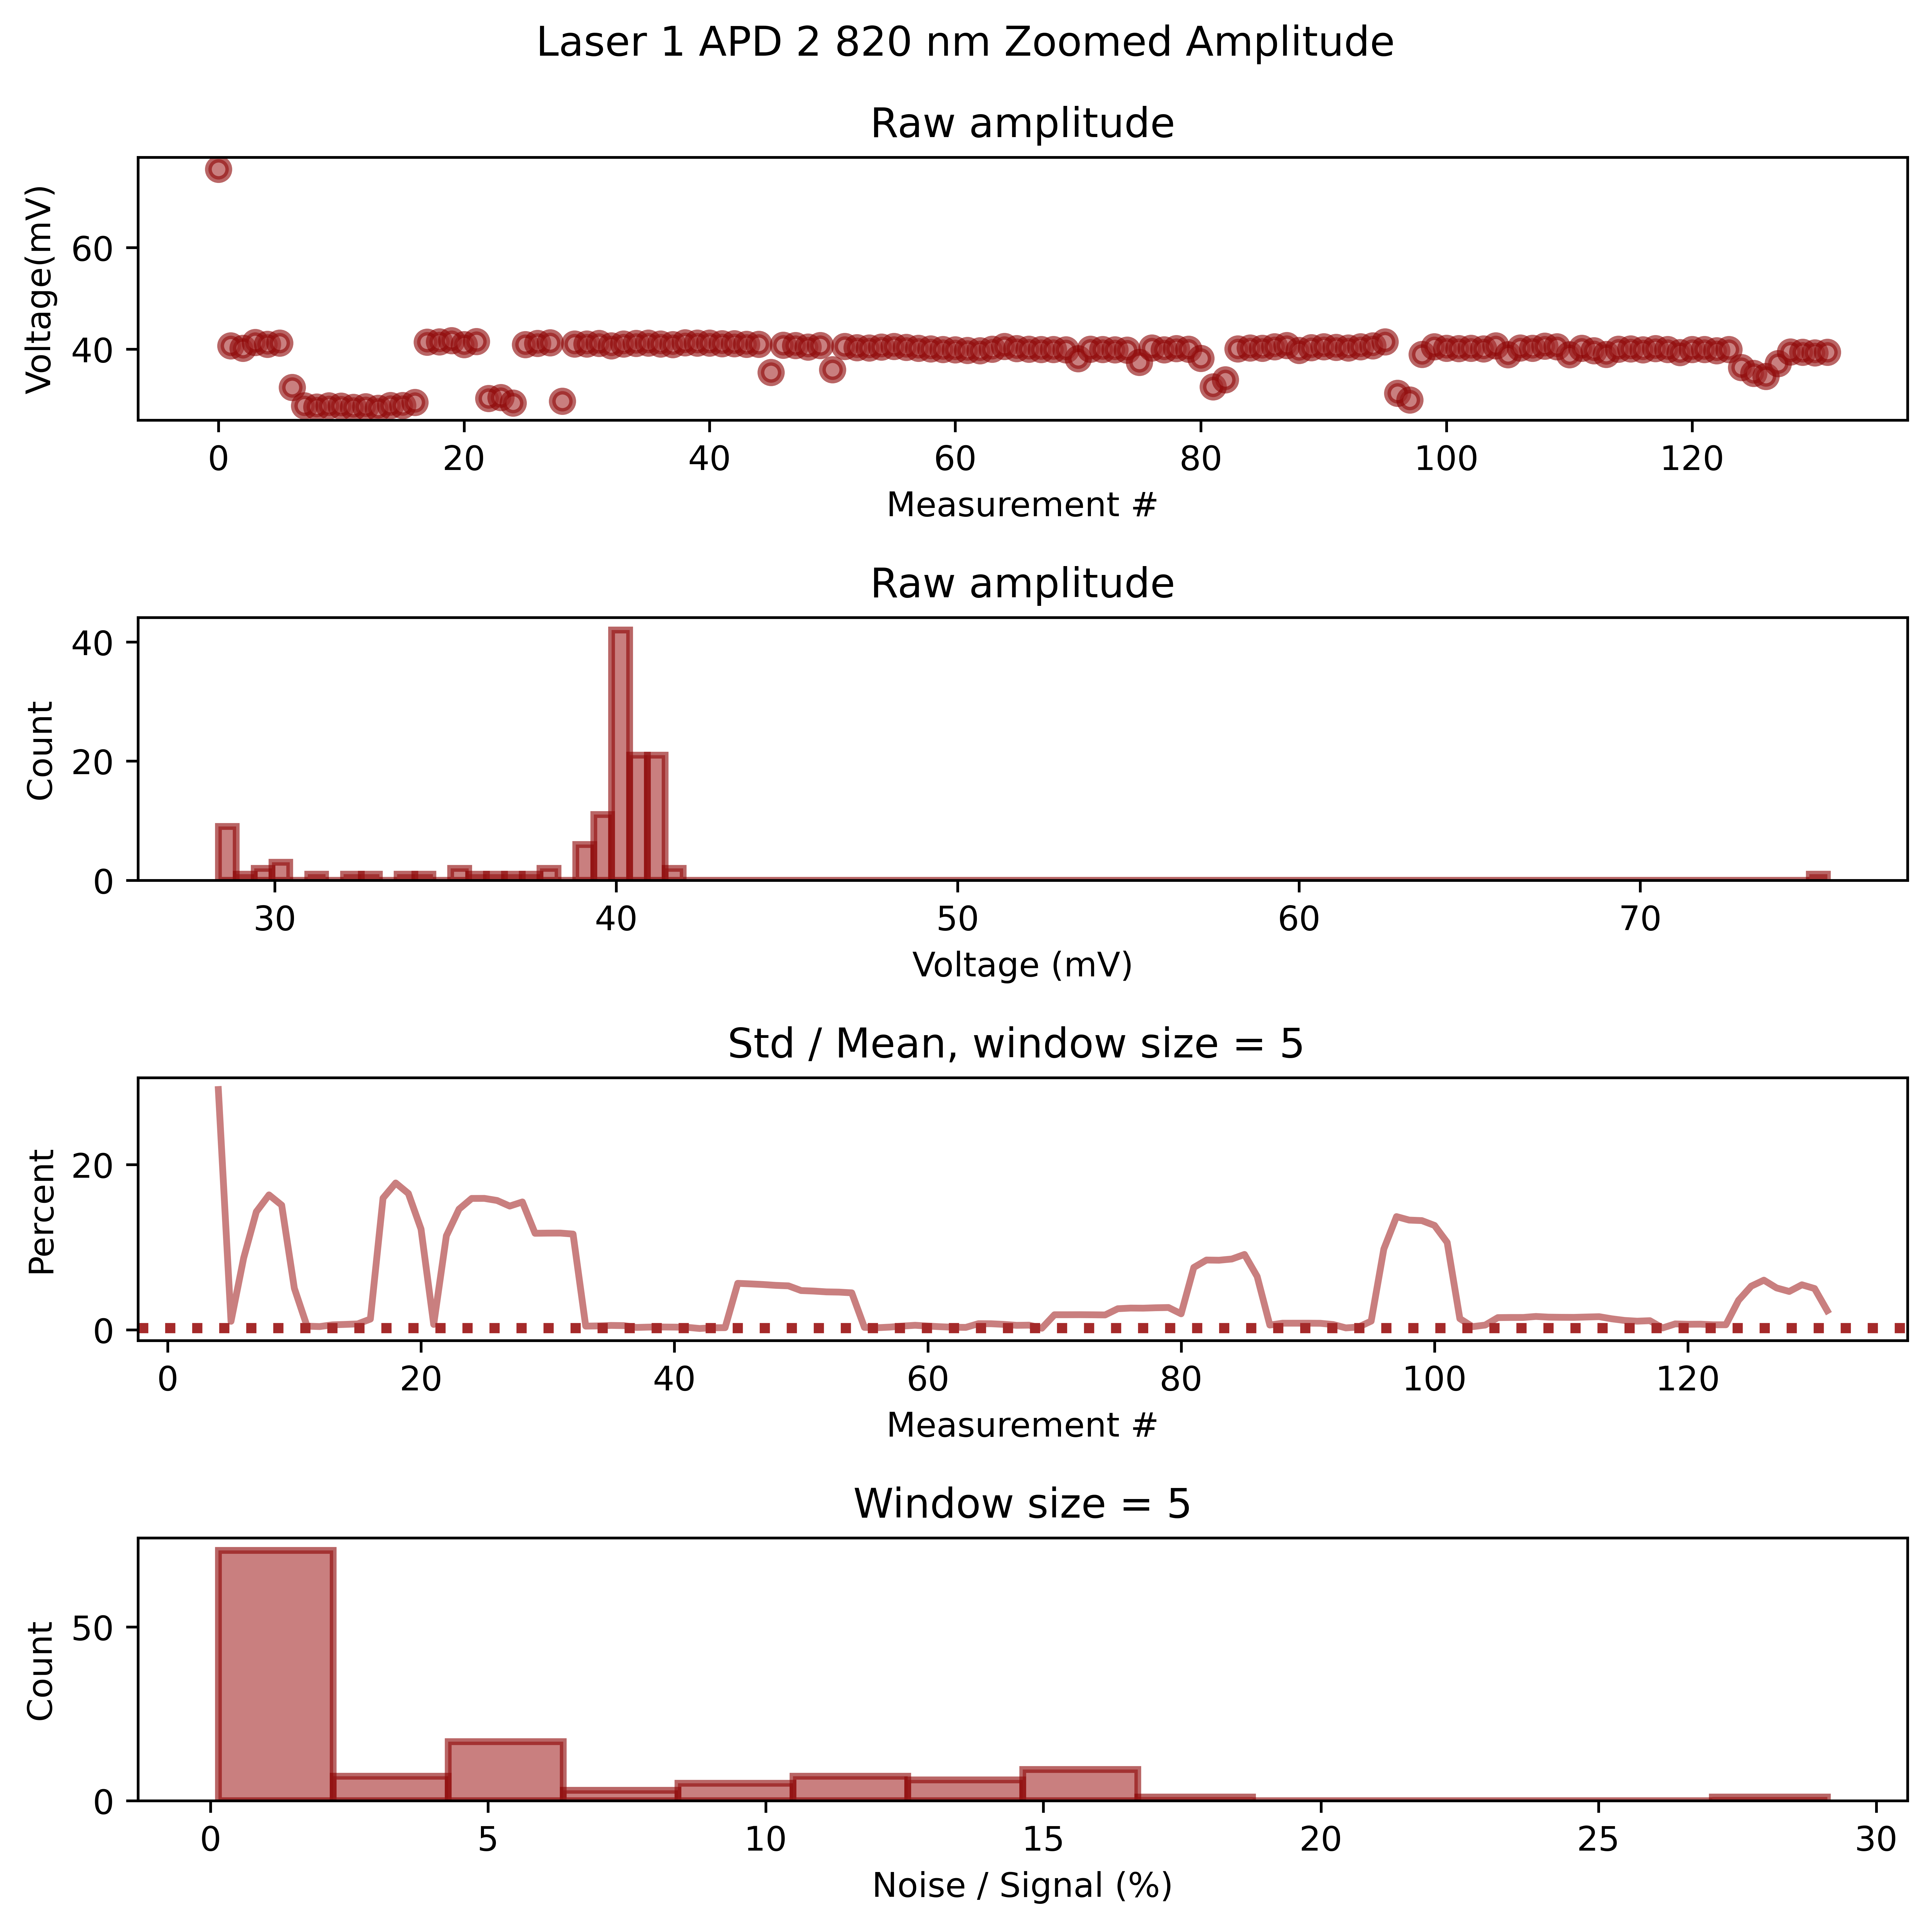 Laser 1 APD 2 820 nm Zoomed Amplitude
Raw amplitude
Voltage(mV)
60
40
0 20 40 60 80 100 120
Measurement #
Raw amplitude
Count
40
20
0
30 40 50 60 70
Voltage (mV)
Std / Mean, window size = 5
Percent
20
0
0 20 40 60 80 100 120
Measurement #
Window size = 5
Count
50
0
0 5 10 15 20 25 30
Noise / Signal (%)